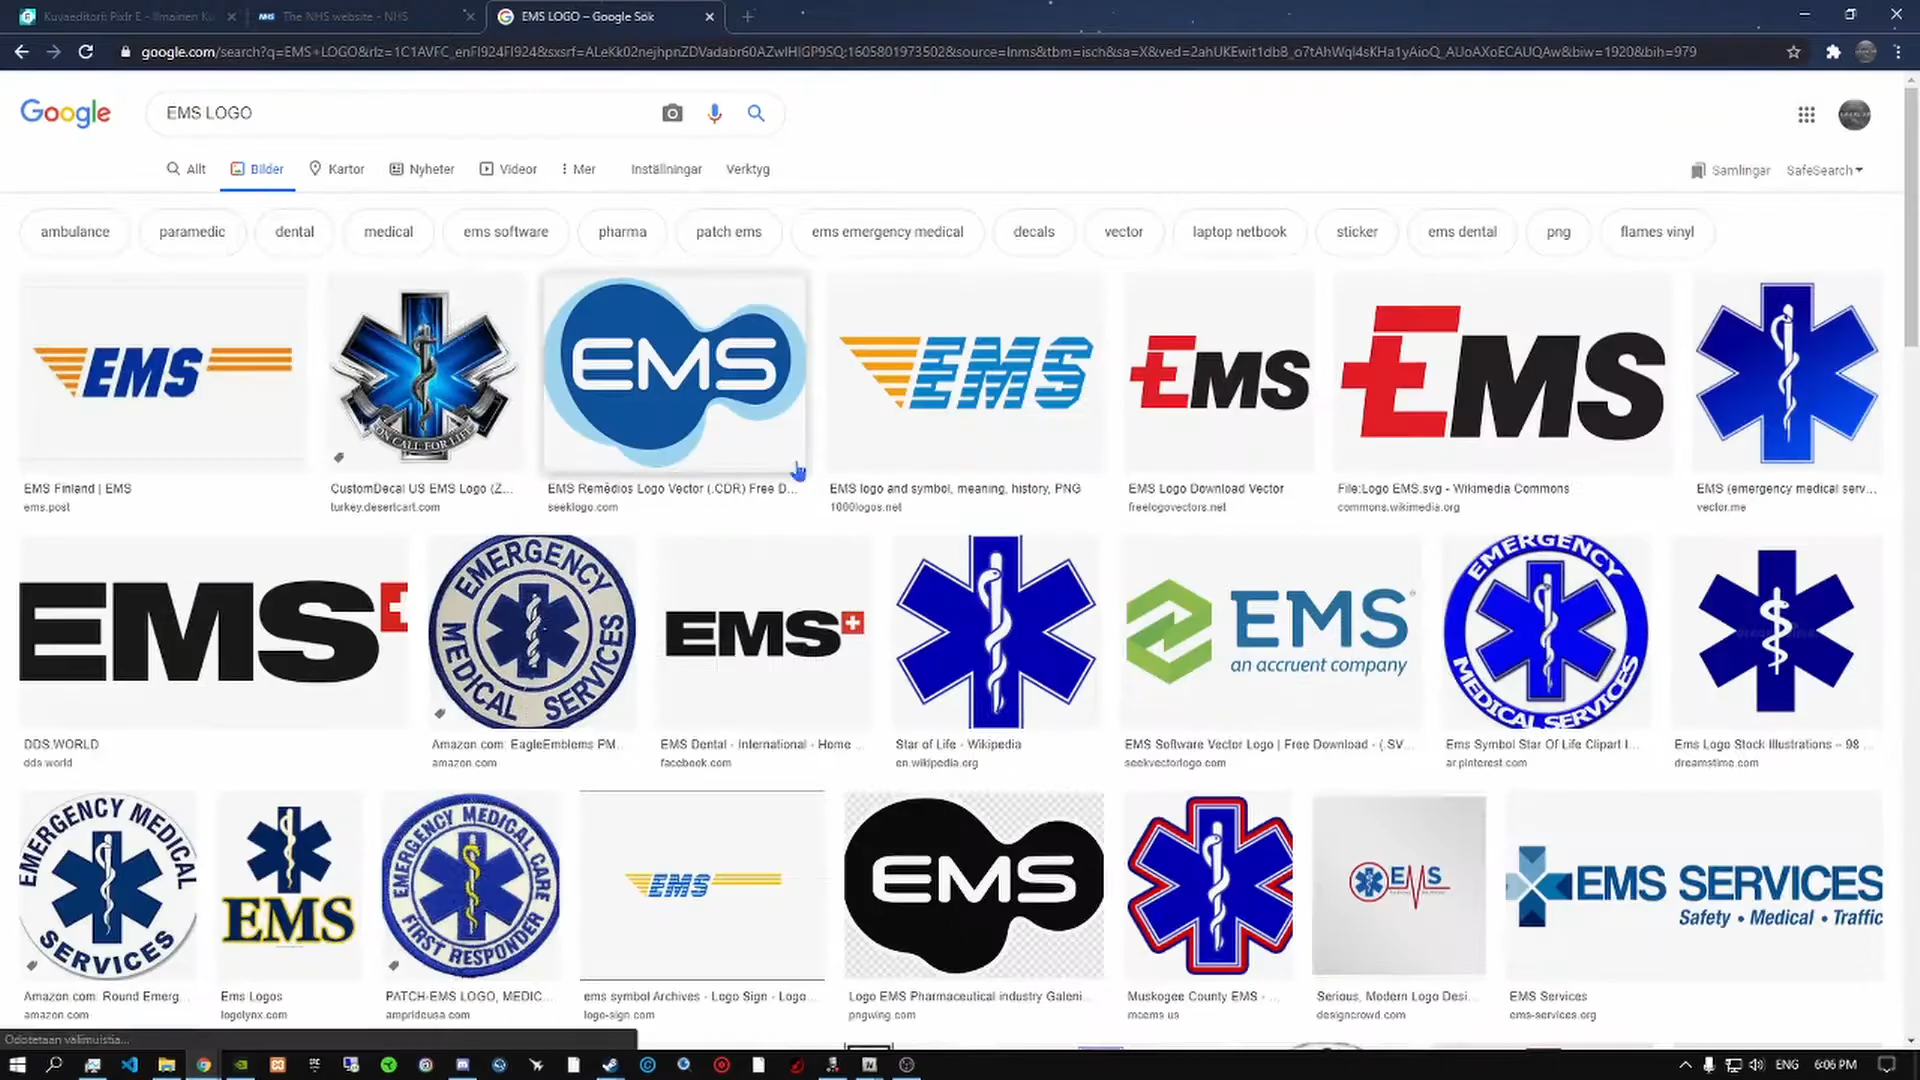 Kuvaeditori: Pixlr E - Ilmainen Ku
The NHS website - NHS
EMS LOGO – Google Sök
google.com/search?q=EMS+LOGO&rlz=1C1AVFC_enFI924FI924&sxsrf=ALeKk02nejhpnZDVadabr60AZwIHIGP9SQ:1605801973502&source=lnms&tbm=isch&sa=X&ved=2ahUKEwit1dbB_o7tAhWql4sKHa1yAioQ_AUoAXoECAUQAw&biw=1920&bih=979
Google
EMS LOGO
Allt
Bilder
Kartor
Nyheter
Videor
Mer
Inställningar
Verktyg
Samlingar
SafeSearch
ambulance
paramedic
dental
medical
ems software
pharma
patch ems
ems emergency medical
decals
vector
laptop netbook
sticker
ems dental
png
flames vinyl
EMS
ON CALL FOR LIFE
EMS
EMS
EMS
EMS
EMS Finland | EMS
ems.post
CustomDecal US EMS Logo (Z...
turkey.desertcart.com
EMS Remédios Logo Vector (.CDR) Free D...
seeklogo.com
EMS logo and symbol, meaning, history, PNG
1000logos.net
EMS Logo Download Vector
freelogovectors.net
File:Logo EMS.svg - Wikimedia Commons
commons.wikimedia.org
EMS (emergency medical serv...
vector.me
EMS
EMERGENCY MEDICAL SERVICES
EMS
EMS
an accruent company
EMERGENCY MEDICAL SERVICES
DDS.WORLD
dds.world
Amazon.com: EagleEmblems PM...
amazon.com
EMS Dental - International - Home ...
facebook.com
Star of Life - Wikipedia
en.wikipedia.org
EMS Software Vector Logo | Free Download - (.SV...
seekvectorlogo.com
Ems Symbol Star Of Life Clipart I...
ar.pinterest.com
Ems Logo Stock Illustrations – 98 ...
dreamstime.com
EMERGENCY MEDICAL SERVICES
EMS
EMERGENCY MEDICAL CARE FIRST RESPONDER
EMS
EMS
EMS
EMS SERVICES
Safety • Medical • Traffic
Amazon.com: Round Emerg...
amazon.com
Ems Logos
logolynx.com
PATCH-EMS LOGO, MEDIC...
amprideusa.com
ems symbol Archives - Logo Sign - Logo...
logo-sign.com
Logo EMS Pharmaceutical industry Galeni...
pngwing.com
Muskogee County EMS - ...
mcems.us
Serious, Modern Logo Desi...
designcrowd.com
EMS Services
ems-services.org
Odotetaan välimuistia...
ENG
6:06 PM